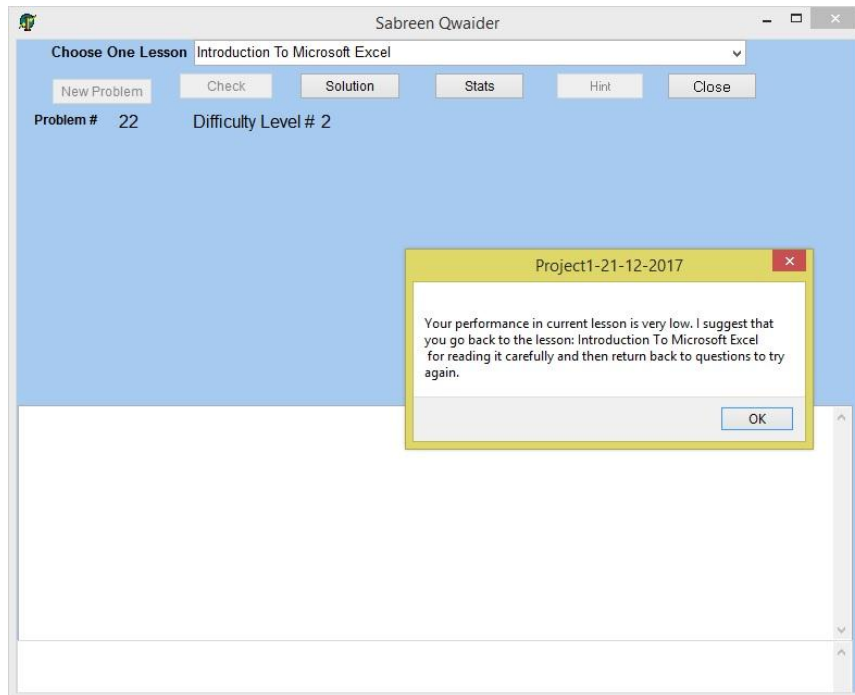 Sabreen Qwaider
Choose One Lesson Introduction To Microsoft Excel
New Problem Check Solution Stats Hint Close
Problem # 22 Difficulty Level # 2
Project1-21-12-2017
Your performance in current lesson is very low. I suggest that
you go back to the lesson: Introduction To Microsoft Excel
for reading it carefully and then return back to questions to try
again.
OK